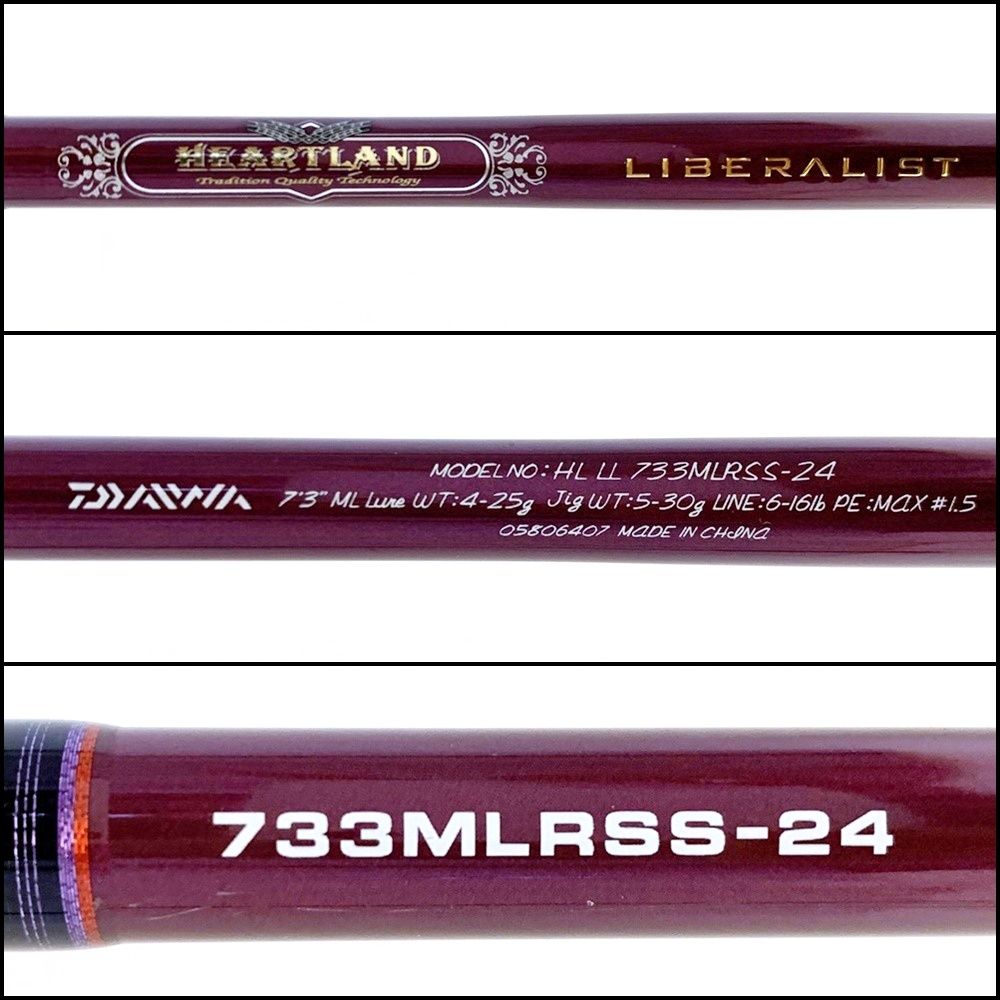 HEARTLAND
Tradition Quality Technology
LIBERALIST
DAIWA
MODEL NO : HL LL 733MLRSS-24
7'3" ML Lure WT:4-25g Jig WT:5-30g LINE:6-16lb PE:MAX #1.5
05806407 MADE IN CHINA
733MLRSS-24